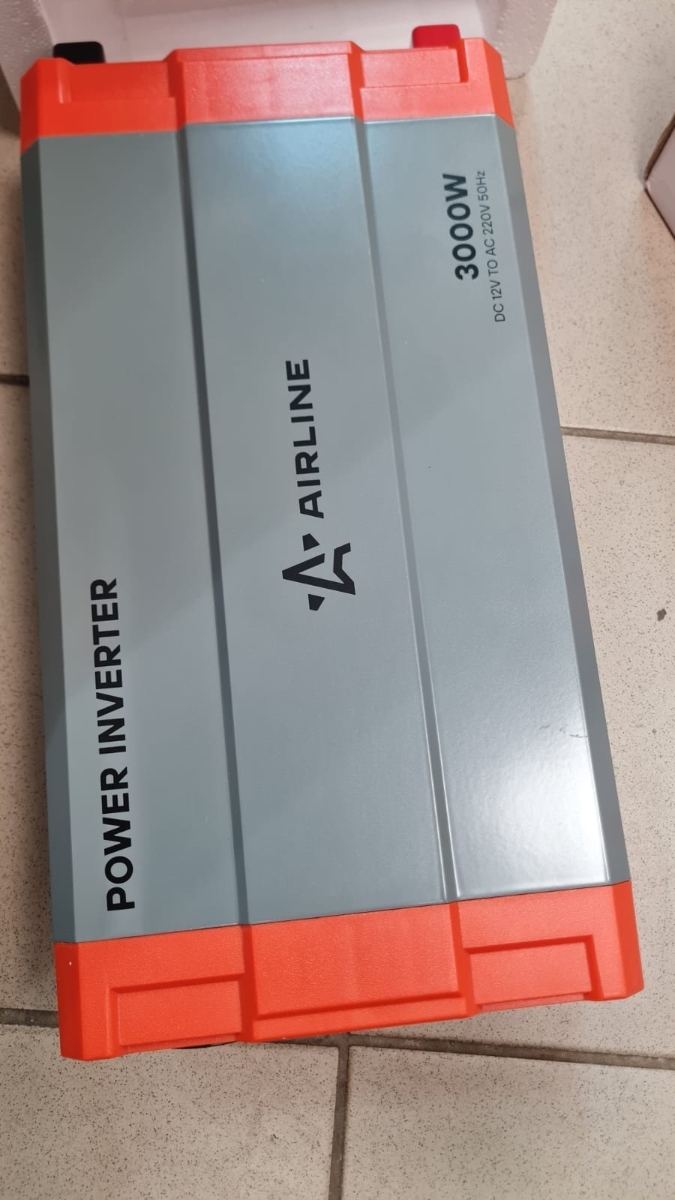 POWER INVERTER
AIRLINE
3000W
DC 12V TO AC 220V 50Hz